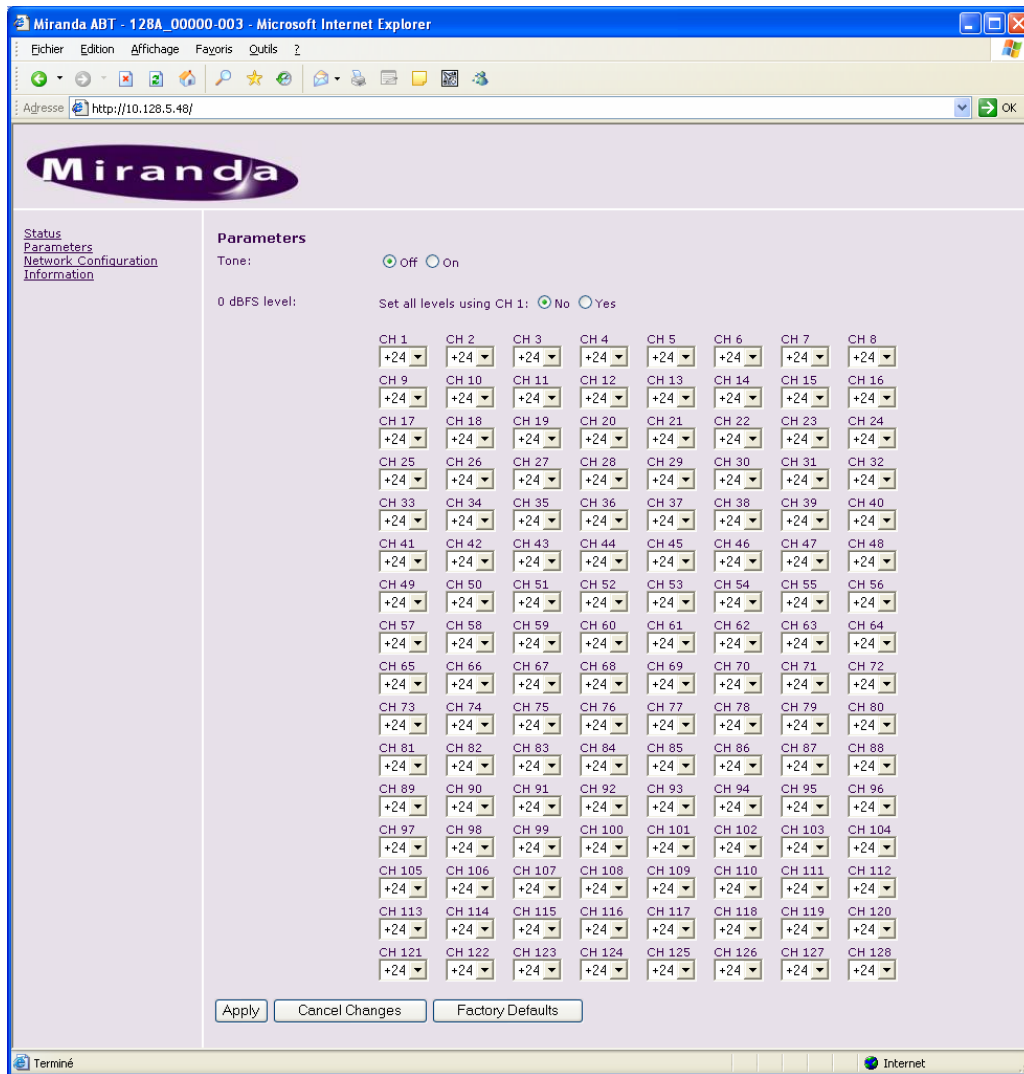 Miranda ABT - 128A_00000-003 - Microsoft Internet Explorer
Fichier Edition Affichage Favoris Outils ?
Adresse http://10.128.5.48/ OK
Miranda
Status
Parameters
Network Configuration
Information
Parameters
Tone: Off On
0 dBFS level: Set all levels using CH 1: No Yes
CH 1 CH 2 CH 3 CH 4 CH 5 CH 6 CH 7 CH 8
+24 +24 +24 +24 +24 +24 +24 +24
CH 9 CH 10 CH 11 CH 12 CH 13 CH 14 CH 15 CH 16
+24 +24 +24 +24 +24 +24 +24 +24
CH 17 CH 18 CH 19 CH 20 CH 21 CH 22 CH 23 CH 24
+24 +24 +24 +24 +24 +24 +24 +24
CH 25 CH 26 CH 27 CH 28 CH 29 CH 30 CH 31 CH 32
+24 +24 +24 +24 +24 +24 +24 +24
CH 33 CH 34 CH 35 CH 36 CH 37 CH 38 CH 39 CH 40
+24 +24 +24 +24 +24 +24 +24 +24
CH 41 CH 42 CH 43 CH 44 CH 45 CH 46 CH 47 CH 48
+24 +24 +24 +24 +24 +24 +24 +24
CH 49 CH 50 CH 51 CH 52 CH 53 CH 54 CH 55 CH 56
+24 +24 +24 +24 +24 +24 +24 +24
CH 57 CH 58 CH 59 CH 60 CH 61 CH 62 CH 63 CH 64
+24 +24 +24 +24 +24 +24 +24 +24
CH 65 CH 66 CH 67 CH 68 CH 69 CH 70 CH 71 CH 72
+24 +24 +24 +24 +24 +24 +24 +24
CH 73 CH 74 CH 75 CH 76 CH 77 CH 78 CH 79 CH 80
+24 +24 +24 +24 +24 +24 +24 +24
CH 81 CH 82 CH 83 CH 84 CH 85 CH 86 CH 87 CH 88
+24 +24 +24 +24 +24 +24 +24 +24
CH 89 CH 90 CH 91 CH 92 CH 93 CH 94 CH 95 CH 96
+24 +24 +24 +24 +24 +24 +24 +24
CH 97 CH 98 CH 99 CH 100 CH 101 CH 102 CH 103 CH 104
+24 +24 +24 +24 +24 +24 +24 +24
CH 105 CH 106 CH 107 CH 108 CH 109 CH 110 CH 111 CH 112
+24 +24 +24 +24 +24 +24 +24 +24
CH 113 CH 114 CH 115 CH 116 CH 117 CH 118 CH 119 CH 120
+24 +24 +24 +24 +24 +24 +24 +24
CH 121 CH 122 CH 123 CH 124 CH 125 CH 126 CH 127 CH 128
+24 +24 +24 +24 +24 +24 +24 +24
Apply Cancel Changes Factory Defaults
Terminé Internet